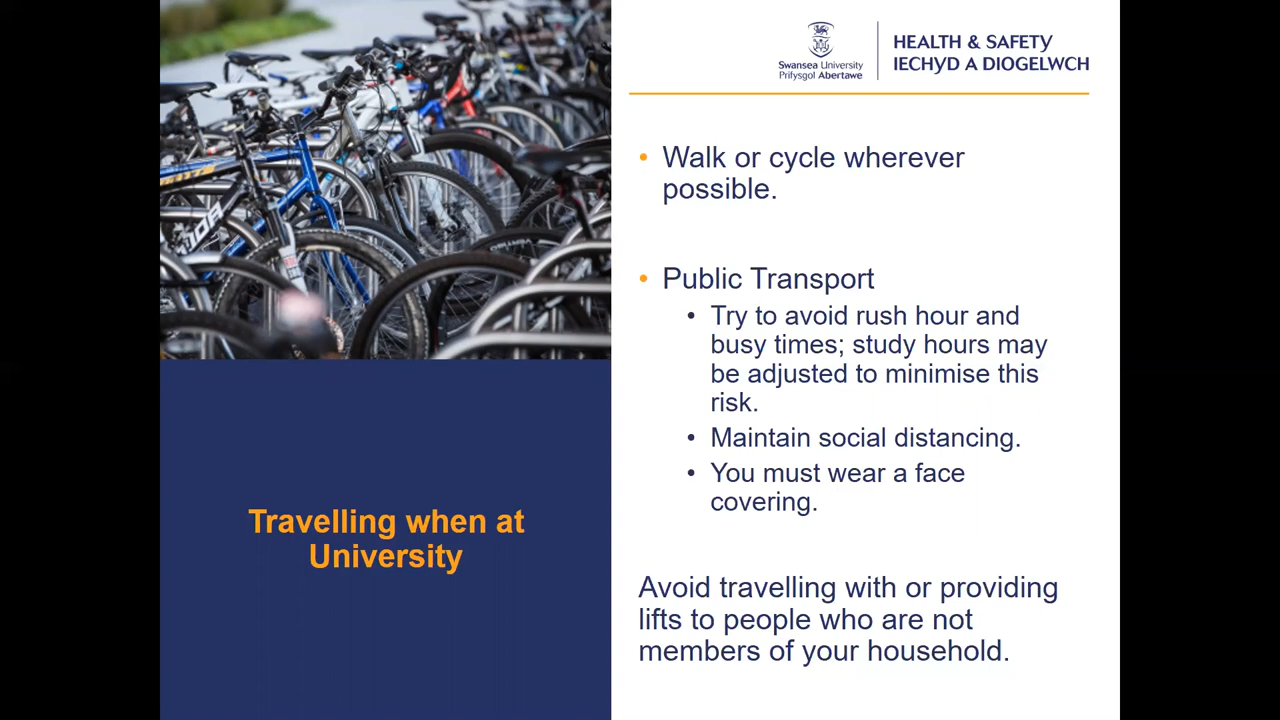 Swansea University
Prifysgol Abertawe
HEALTH & SAFETY
IECHYD A DIOGELWCH
• Walk or cycle wherever
possible.
• Public Transport
• Try to avoid rush hour and
busy times; study hours may
be adjusted to minimise this
risk.
• Maintain social distancing.
• You must wear a face
covering.
Avoid travelling with or providing
lifts to people who are not
members of your household.
Travelling when at
University